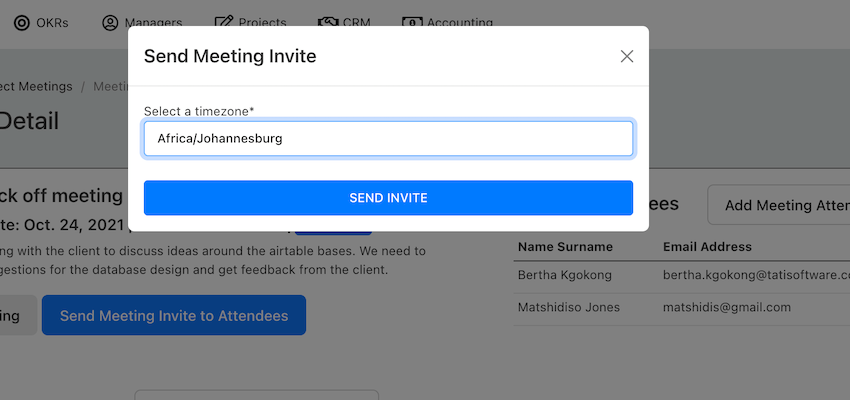 OKRs Managers Projects CRM Accounting
Send Meeting Invite
ect Meetings / Meetin
Detail
Select a timezone*
Africa/Johannesburg
SEND INVITE
ck off meeting
te: Oct. 24, 2021
ng with the client to discuss ideas around the airtable bases. We need to
gestions for the database design and get feedback from the client.
ing
Send Meeting Invite to Attendees
ees
Add Meeting Atten
Name Surname Email Address
Bertha Kgokong bertha.kgokong@tatisoftware.c
Matshidiso Jones matshidis@gmail.com